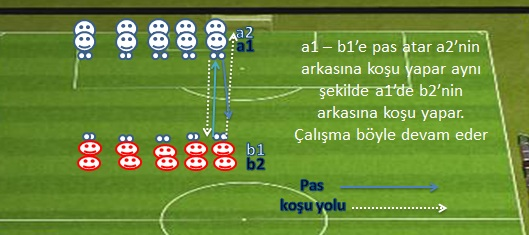 a2
a1
a1 – b1'e pas atar a2'nin
arkasına koşu yapar aynı
şekilde a1'de b2'nin
arkasına koşu yapar.
Çalışma böyle devam eder
b1
b2
Pas
koşu yolu